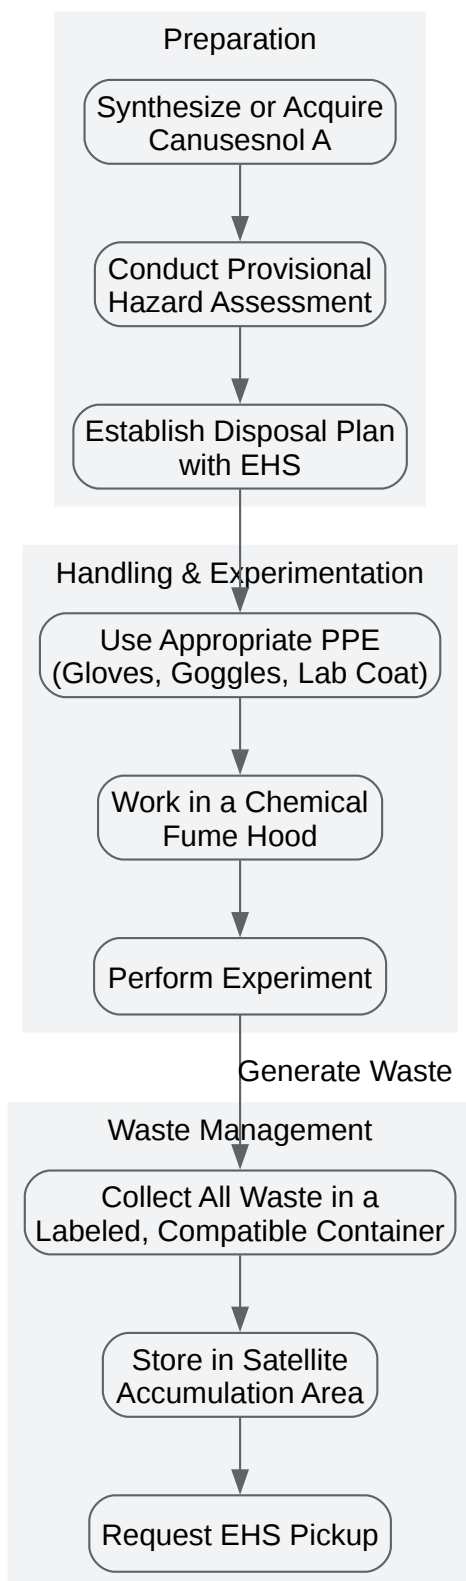 Preparation
Synthesize or Acquire
Canusesnol A
Conduct Provisional
Hazard Assessment
Establish Disposal Plan
with EHS
Handling & Experimentation
Use Appropriate PPE
(Gloves, Goggles, Lab Coat)
Work in a Chemical
Fume Hood
Perform Experiment
Generate Waste
Waste Management
Collect All Waste in a
Labeled, Compatible Container
Store in Satellite
Accumulation Area
Request EHS Pickup